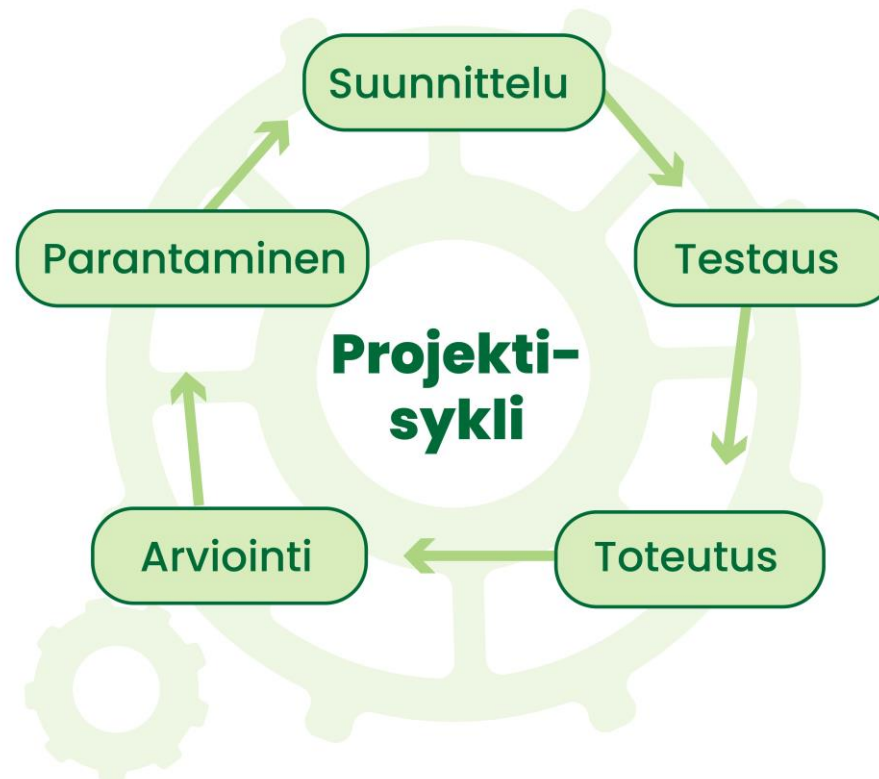 Suunnittelu
Testaus
Toteutus
Arviointi
Parantaminen
Projekti-
sykli